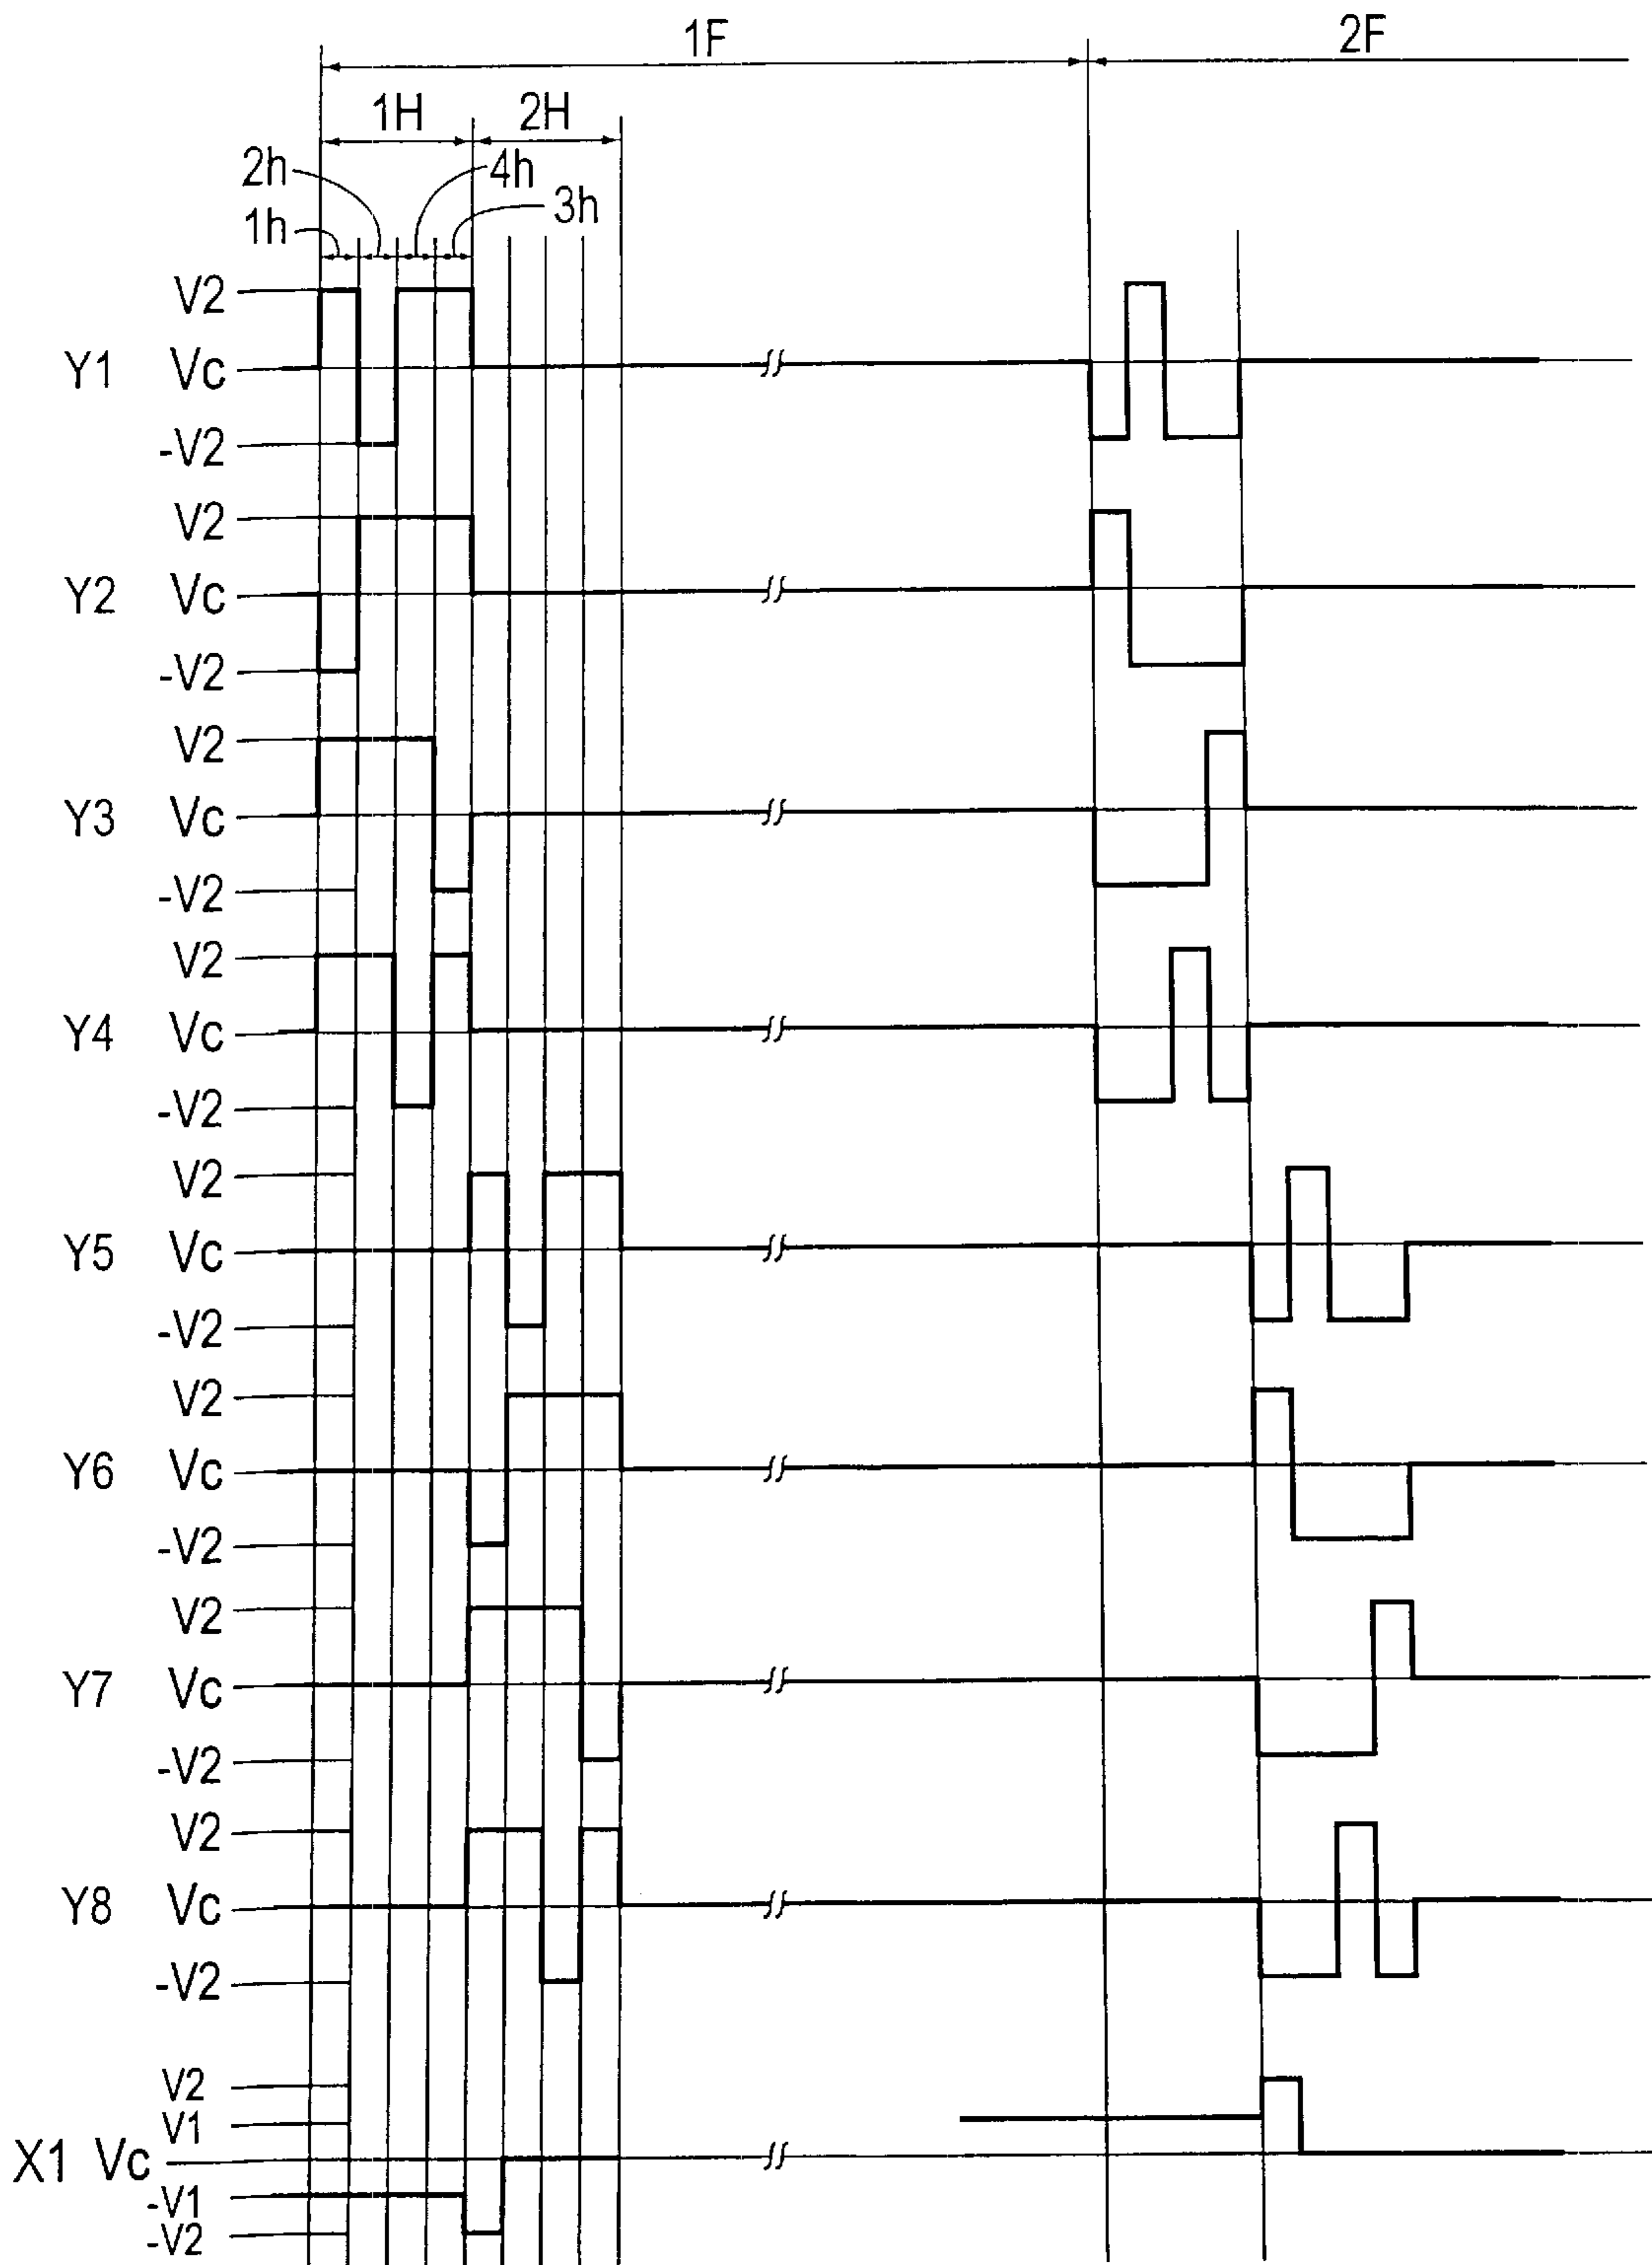 1F 2F
1H 2H
2h 4h
1h 3h
V2
Y1 Vc
-V2
V2
Y2 Vc
-V2
V2
Y3 Vc
-V2
V2
Y4 Vc
-V2
V2
Y5 Vc
-V2
V2
Y6 Vc
-V2
V2
Y7 Vc
-V2
V2
Y8 Vc
-V2
V2
V1
X1 Vc
-V1
-V2